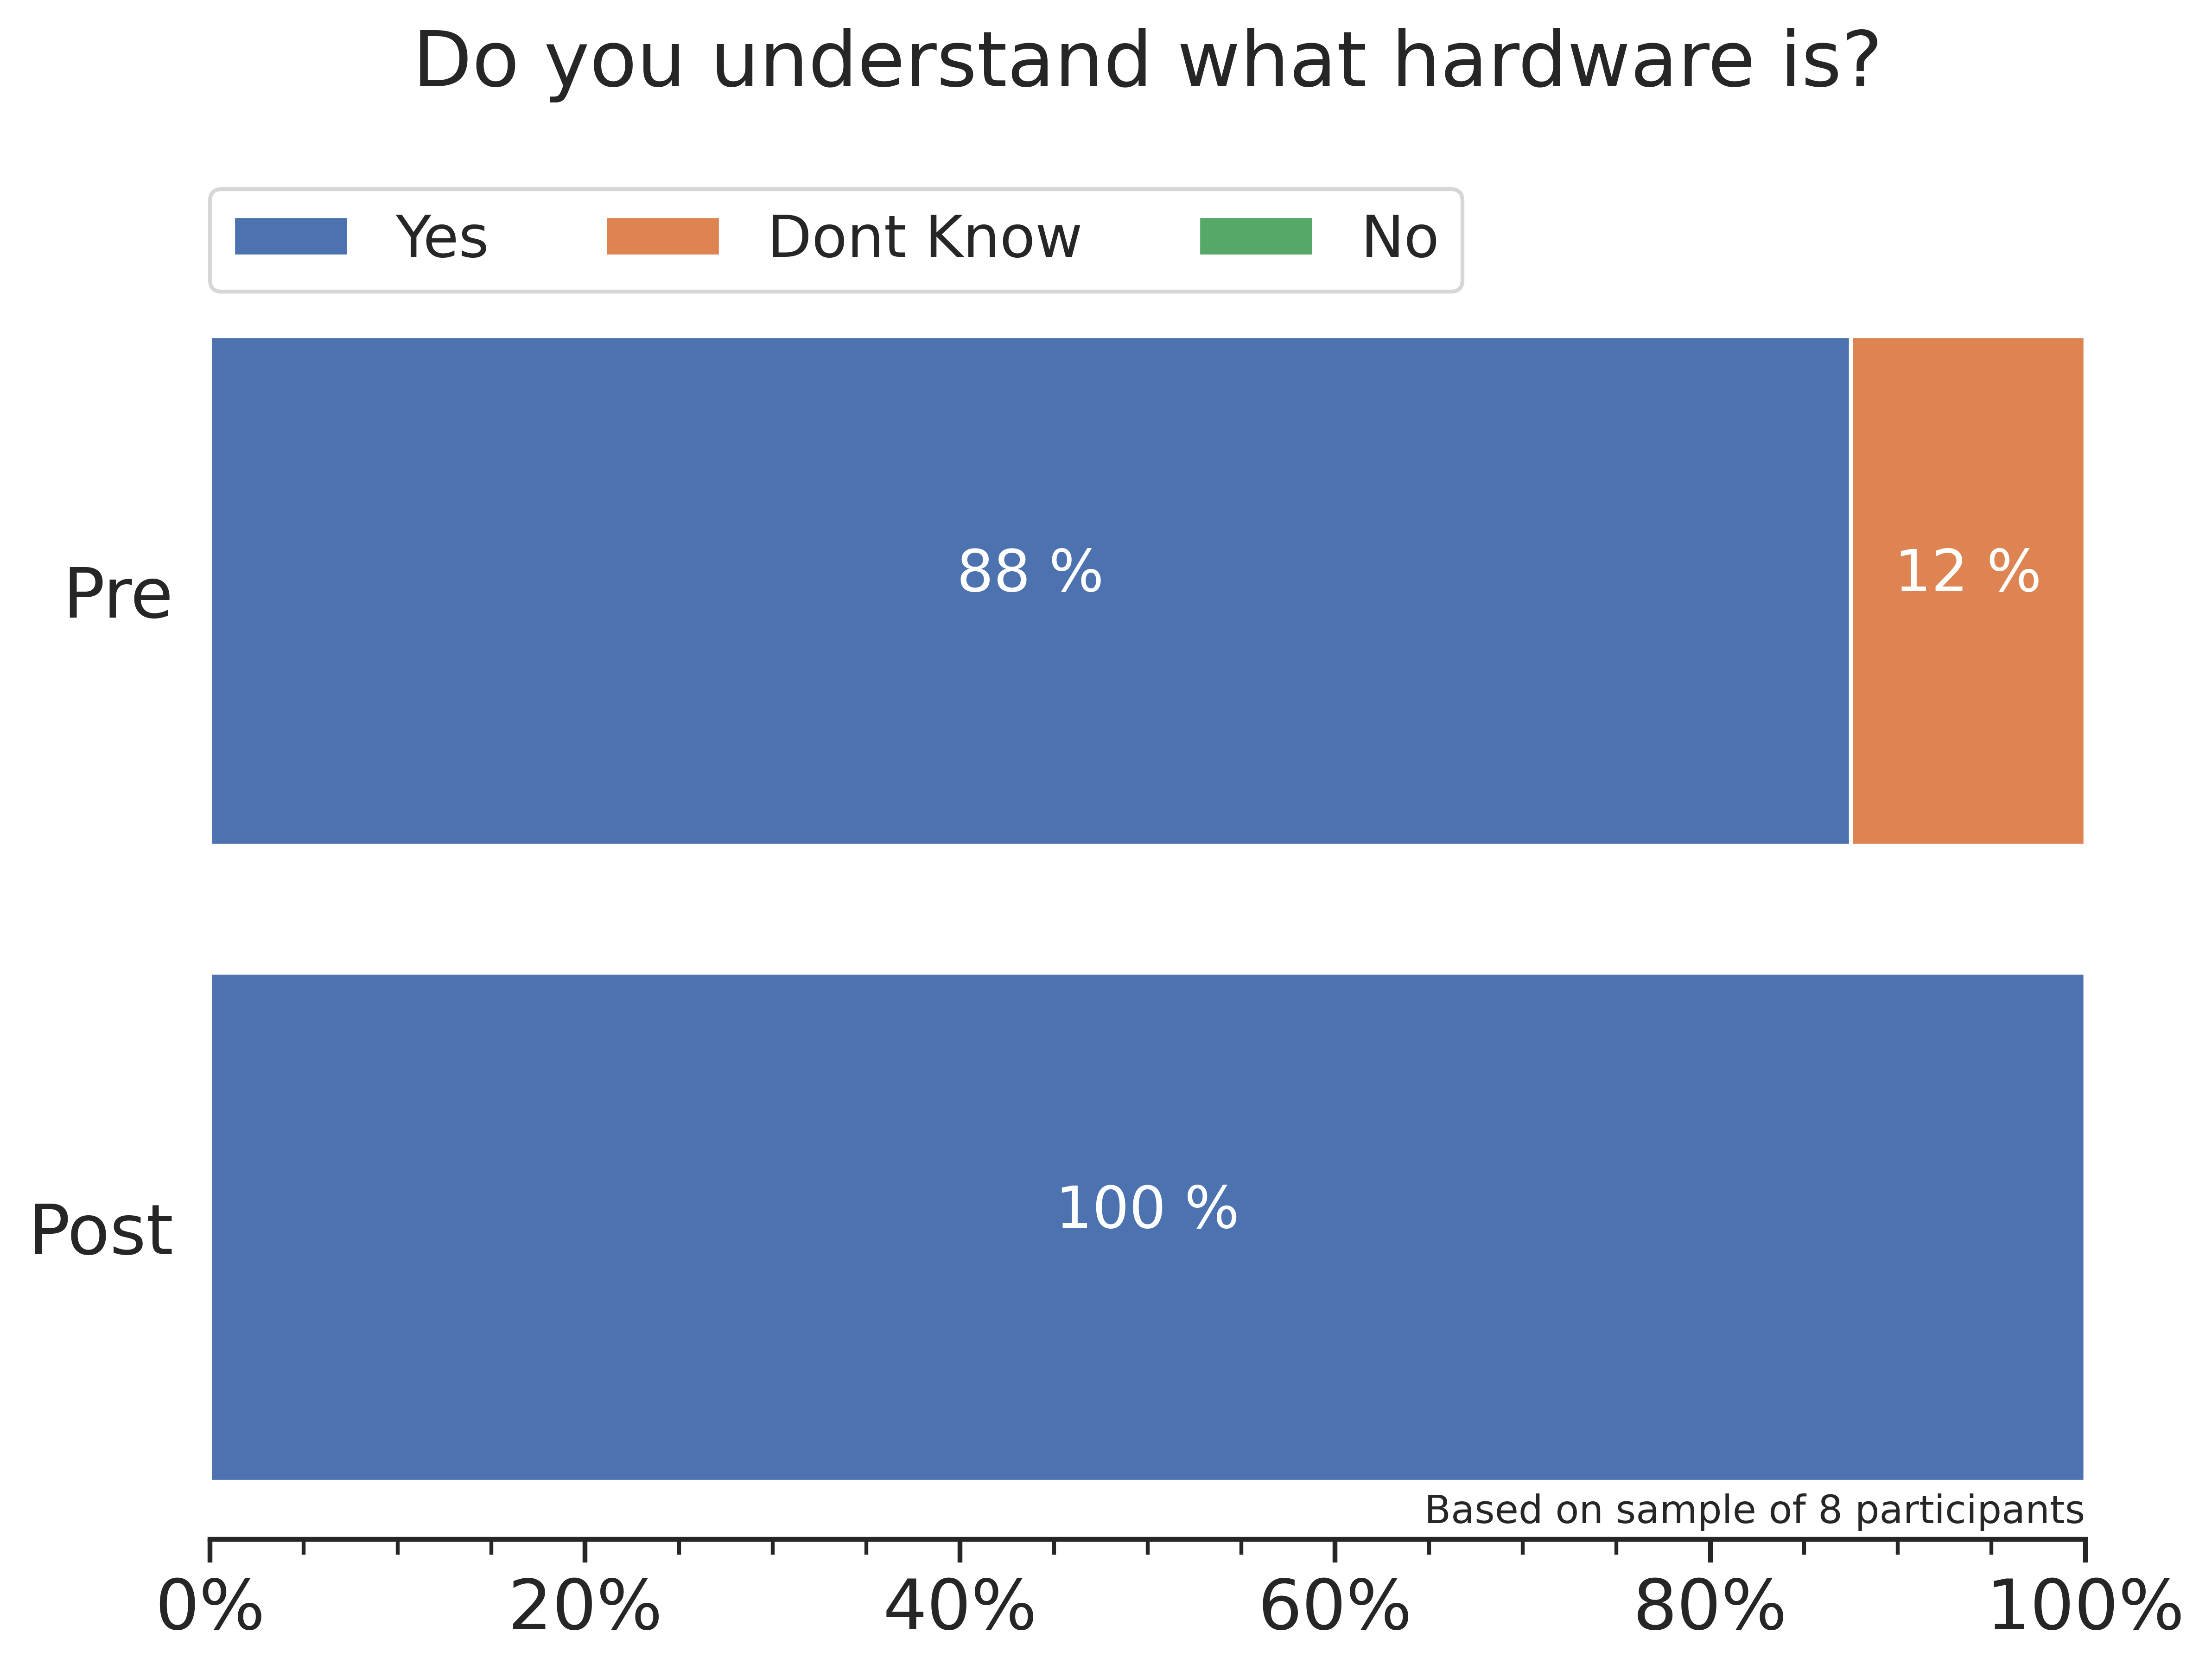 Do you understand what hardware is?
Yes Dont Know No
Pre
88 % 12 %
Post
100 %
Based on sample of 8 participants
0% 20% 40% 60% 80% 100%